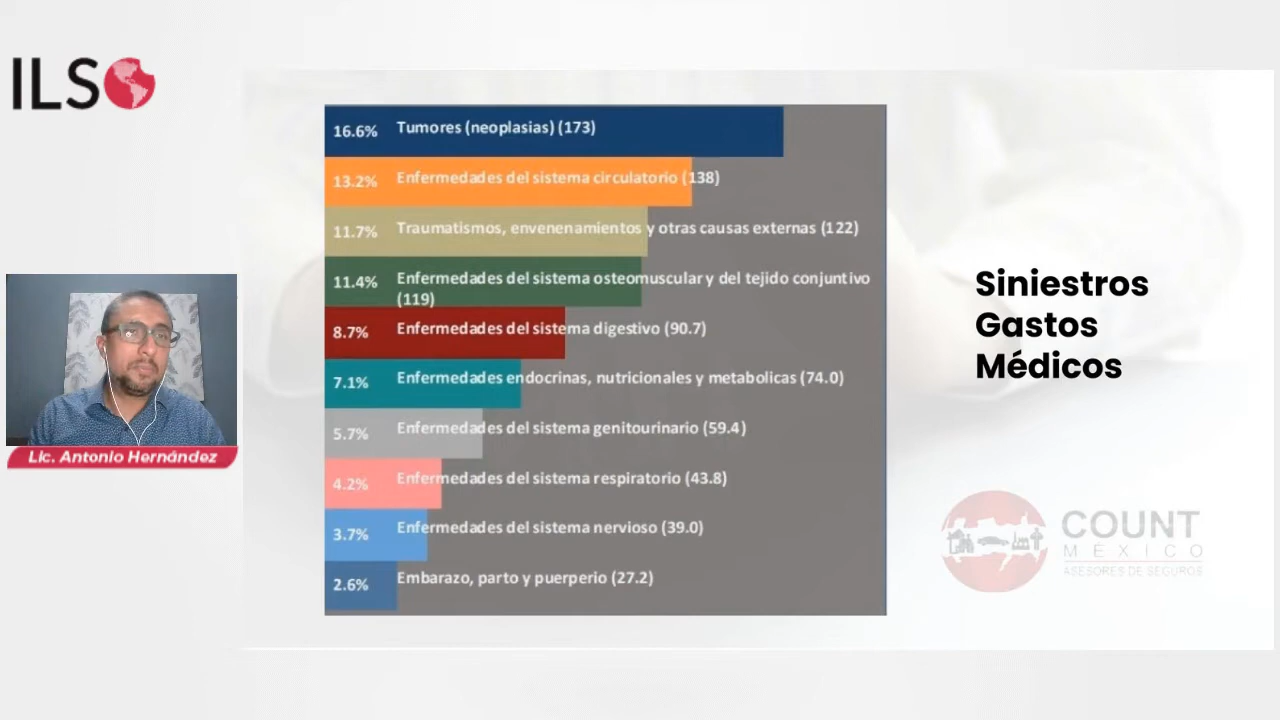 ILS
16.6% Tumores (neoplasias) (173)
13.2% Enfermedades del sistema circulatorio (138)
11.7% Traumatismos, envenenamientos y otras causas externas (122)
11.4% Enfermedades del sistema osteomuscular y del tejido conjuntivo
(119)
8.7% Enfermedades del sistema digestivo (90.7)
7.1% Enfermedades endocrinas, nutricionales y metabolicas (74.0)
5.7% Enfermedades del sistema genitourinario (59.4)
4.2% Enfermedades del sistema respiratorio (43.8)
3.7% Enfermedades del sistema nervioso (39.0)
2.6% Embarazo, parto y puerperio (27.2)
Siniestros
Gastos
Médicos
Lic. Antonio Hernández
COUNT
MÉXICO
ASESORES DE SEGUROS